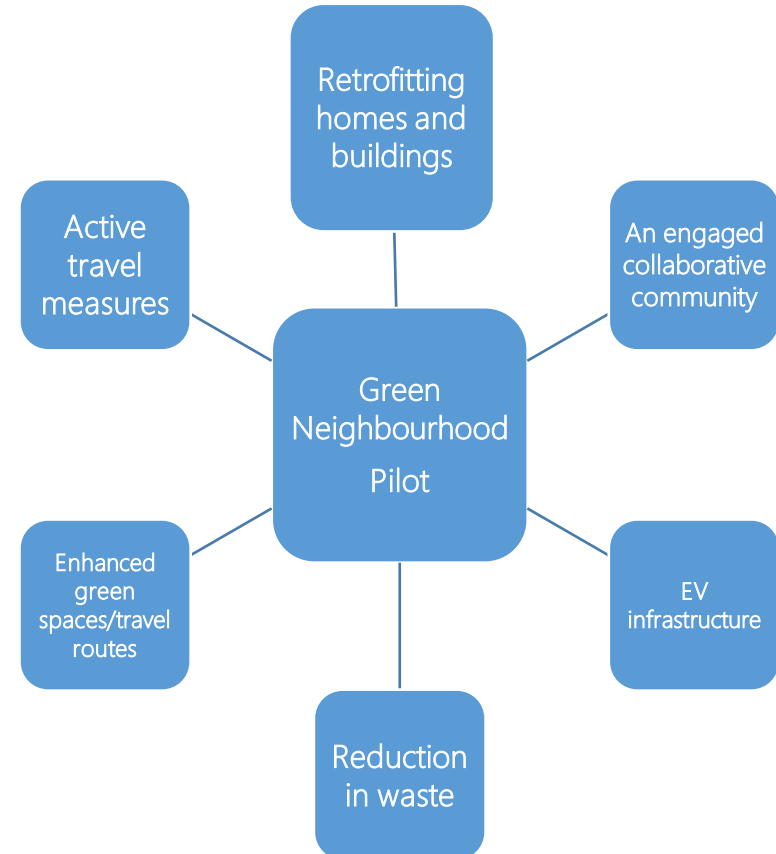 Retrofitting
homes and
buildings
Active
travel
measures
An engaged
collaborative
community
Green
Neighbourhood
Pilot
Enhanced
green
spaces/travel
routes
EV
infrastructure
Reduction
in waste